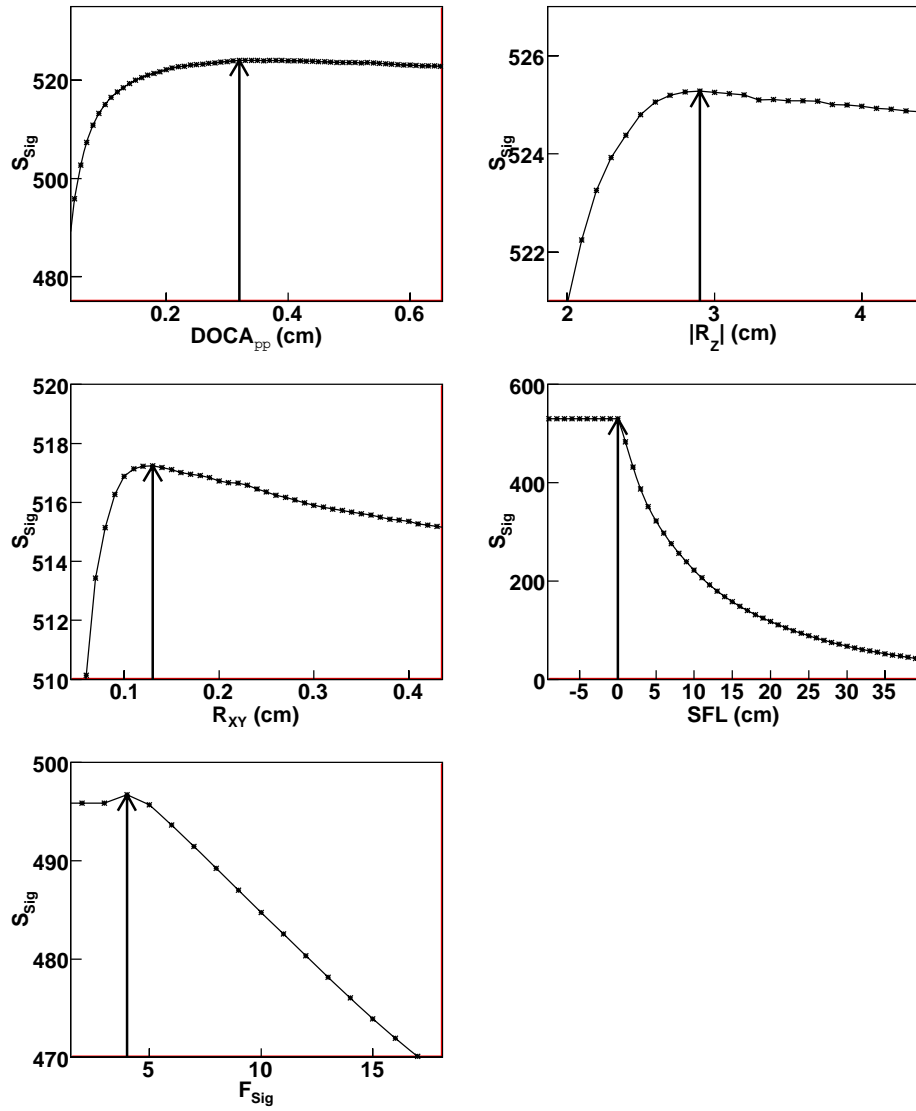 S_Sig
520
500
480
0.2 0.4 0.6
DOCA_pp (cm)
S_Sig
526
524
522
2 3 4
|R_Z| (cm)
S_Sig
520
518
516
514
512
510
0.1 0.2 0.3 0.4
R_XY (cm)
S_Sig
600
400
200
0
-5 0 5 10 15 20 25 30 35
SFL (cm)
S_Sig
500
490
480
470
5 10 15
F_Sig